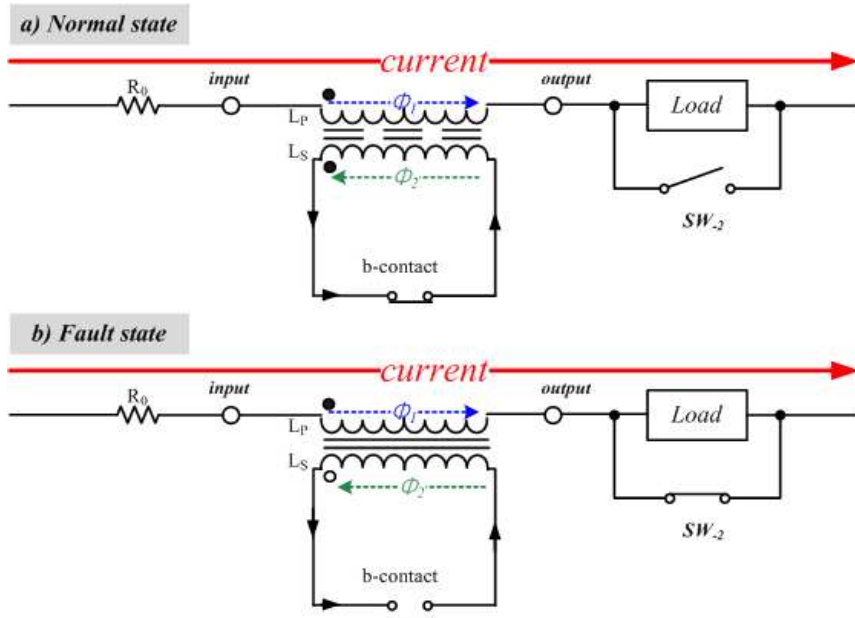 a) Normal state
current
R₀
input
Φ₁
output
Load
Lₚ
Lₛ
Φ₂
SW₋₂
b-contact
b) Fault state
current
R₀
input
Φ₁
output
Load
Lₚ
Lₛ
Φ₂
SW₋₂
b-contact